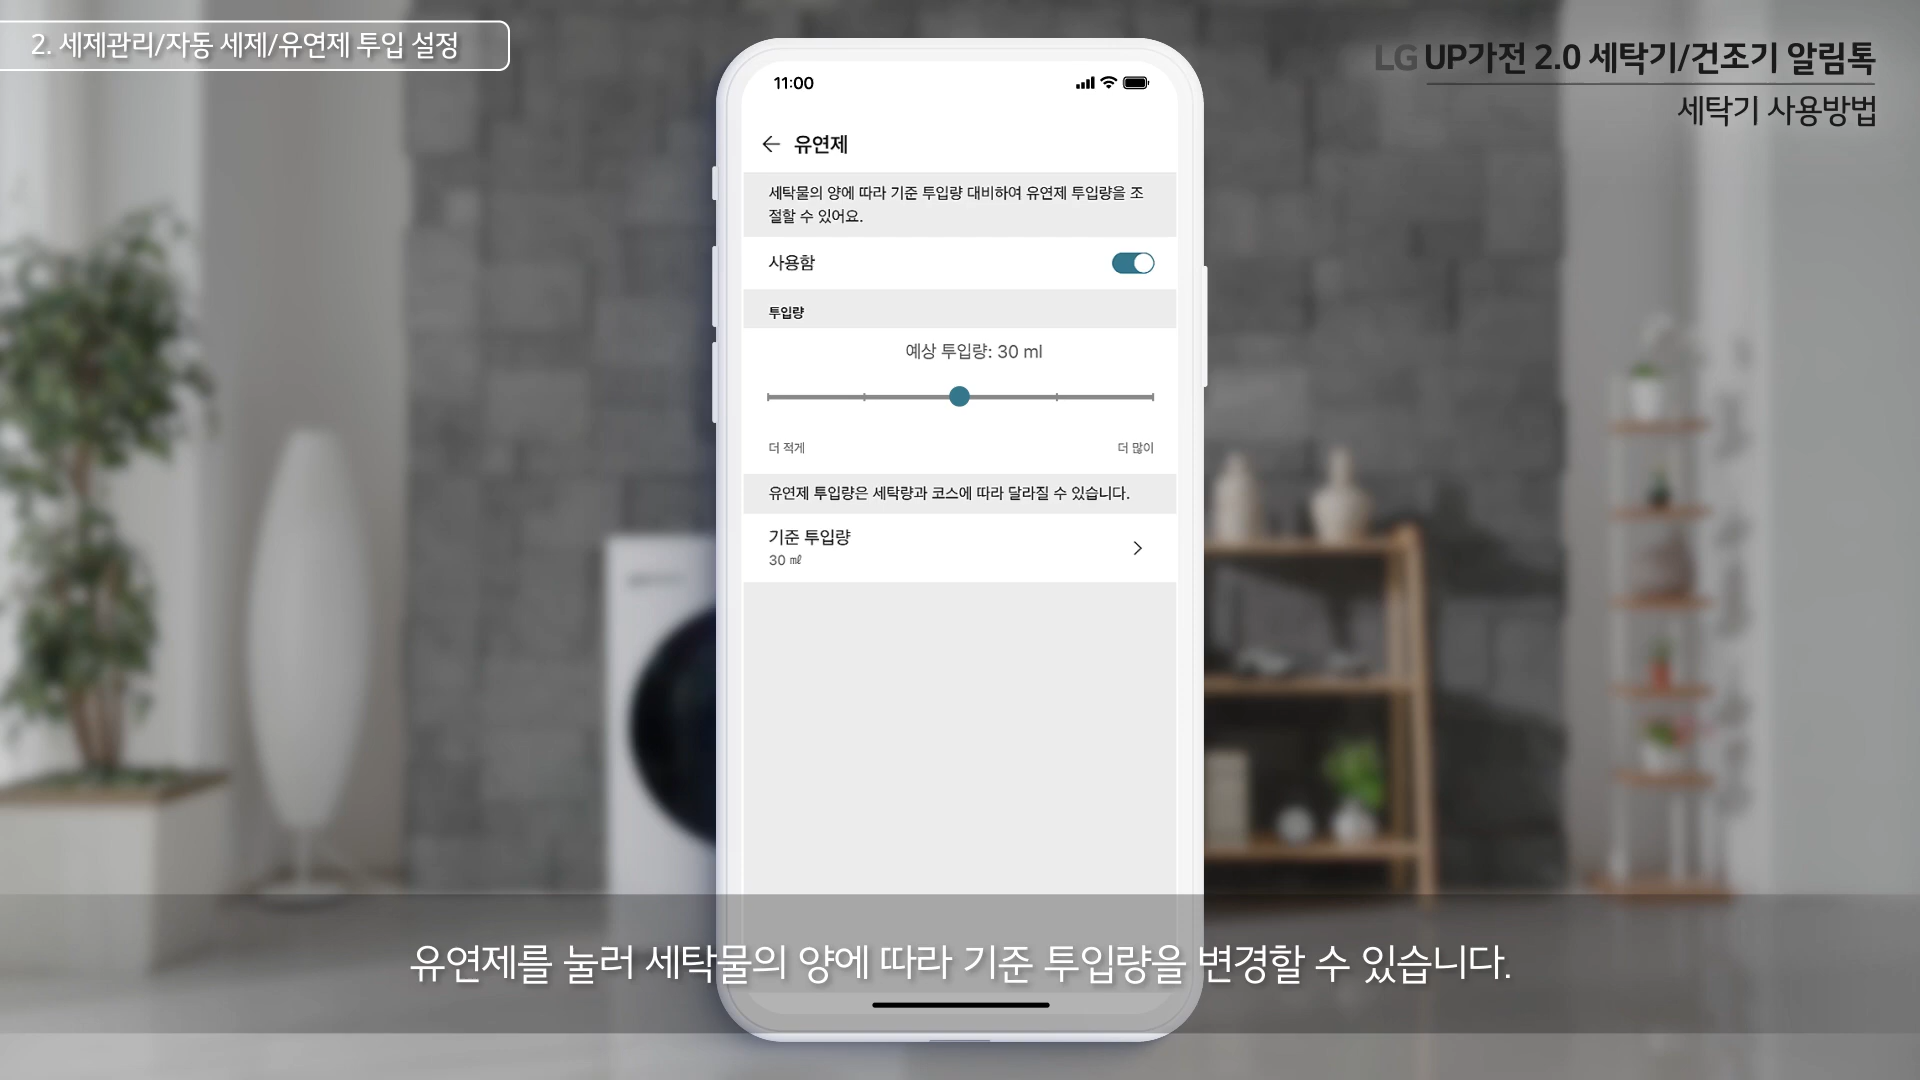 2. 세제관리/자동 세제/유연제 투입 설정
LG UP가전 2.0 세탁기/건조기 알림톡
세탁기 사용방법
11:00
유연제
세탁물의 양에 따라 기준 투입량 대비하여 유연제 투입량을 조
절할 수 있어요.
사용함
투입량
예상 투입량: 30 ml
더 적게 더 많이
유연제 투입량은 세탁량과 코스에 따라 달라질 수 있습니다.
기준 투입량
30 ㎖
유연제를 눌러 세탁물의 양에 따라 기준 투입량을 변경할 수 있습니다.